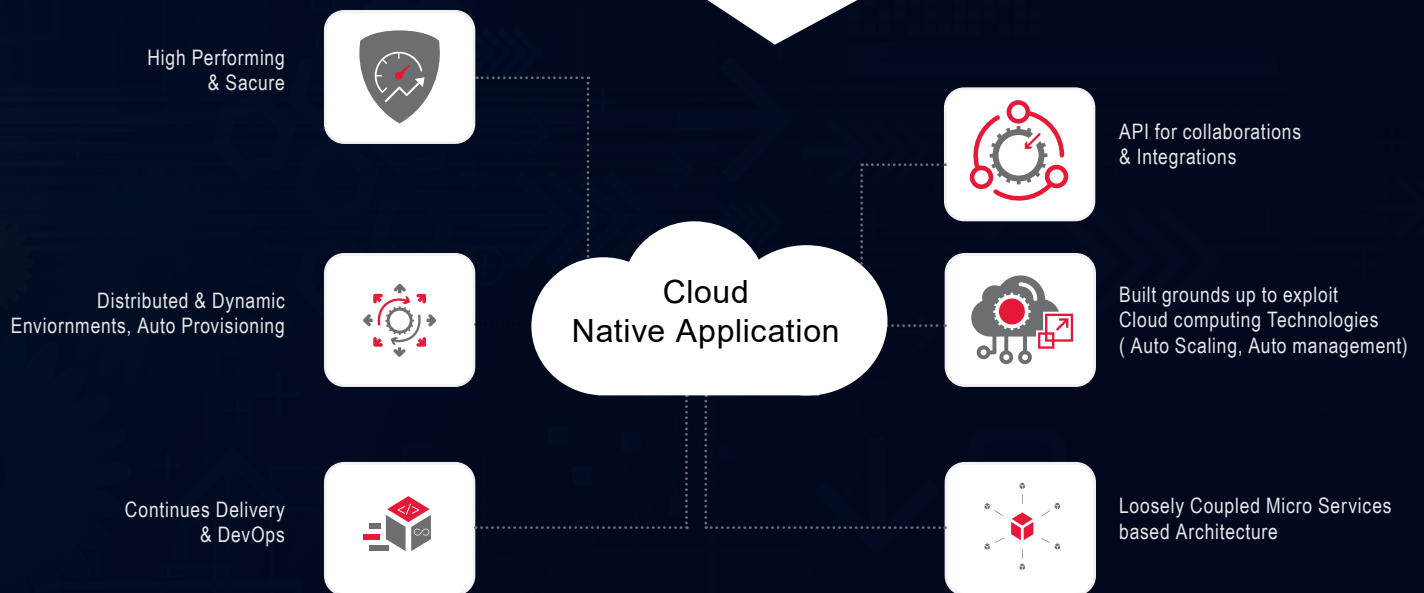 High Performing
& Sacure
API for collaborations
& Integrations
Cloud
Native Application
Distributed & Dynamic
Enviornments, Auto Provisioning
Built grounds up to exploit
Cloud computing Technologies
( Auto Scaling, Auto management)
Continues Delivery
& DevOps
</>
Loosely Coupled Micro Services
based Architecture